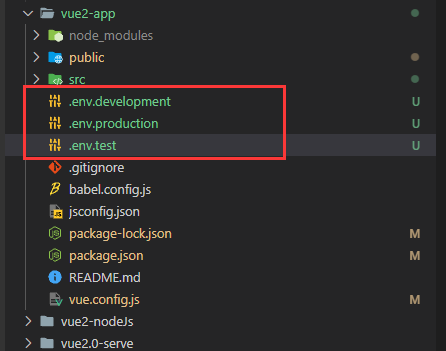 vue2-app
node_modules
public
src
.env.development U
.env.production U
.env.test U
.gitignore
babel.config.js
jsconfig.json
package-lock.json M
package.json M
README.md
vue.config.js M
vue2-nodeJs
vue2.0-serve